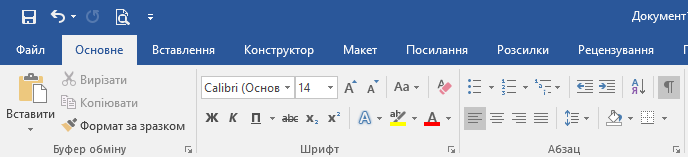 Документ
Файл Основне Вставлення Конструктор Макет Посилання Розсилки Рецензування
Вирізати
Копіювати
Вставити
Формат за зразком
Буфер обміну
Calibri (Основ 14 A A Aa A
Ж К П abc x₂ x² A ab A
Шрифт
А Я ¶
Абзац